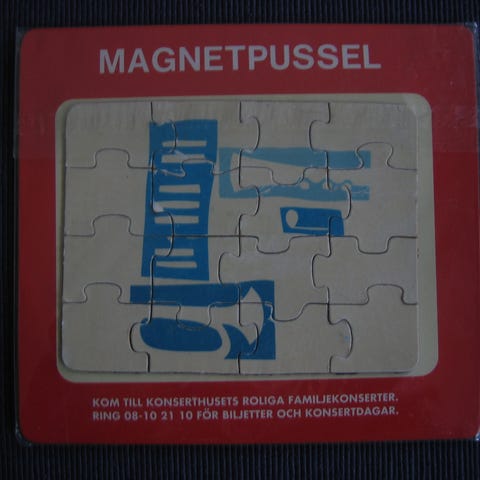 MAGNETPUSSEL
KOM TILL KONSERTHUSETS ROLIGA FAMILJEKONSERTER.
RING 08-10 21 10 FÖR BILJETTER OCH KONSERTDAGAR.